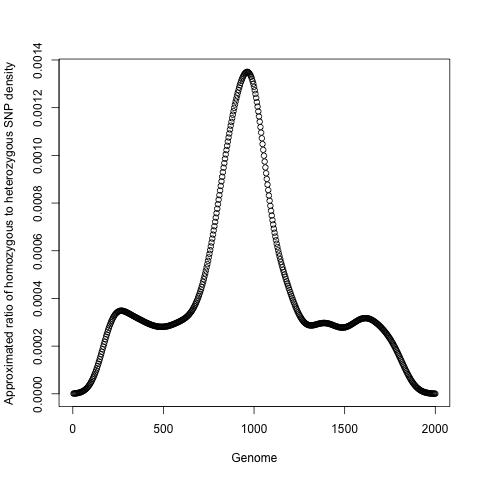 Approximated ratio of homozygous to heterozygous SNP density
0.0014
0.0012
0.0010
0.0008
0.0006
0.0004
0.0002
0.0000
0 500 1000 1500 2000
Genome